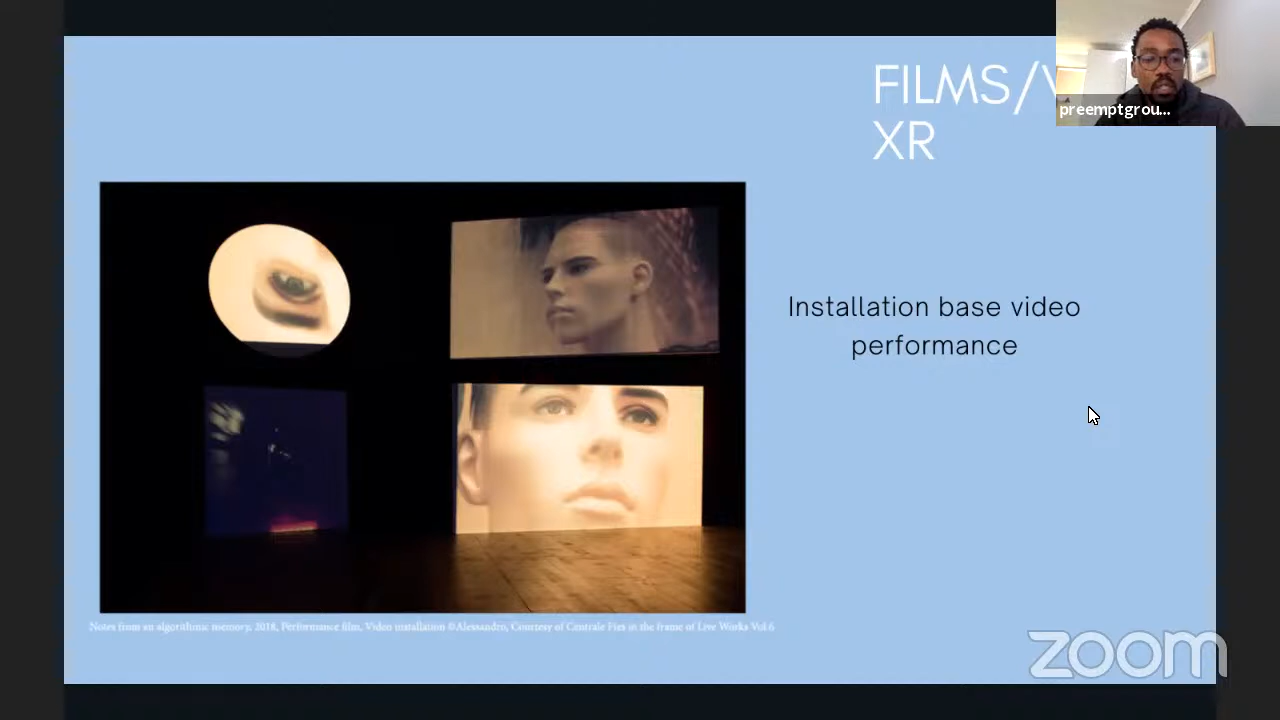 FILMS/V
XR
preemptgrou...
Installation base video
performance
Notes from an algorithmic memory, 2018, Performance film, Video installation ©Alessandro, Courtesy of Centrale Fies in the frame of Live Works Vol.6
zoom